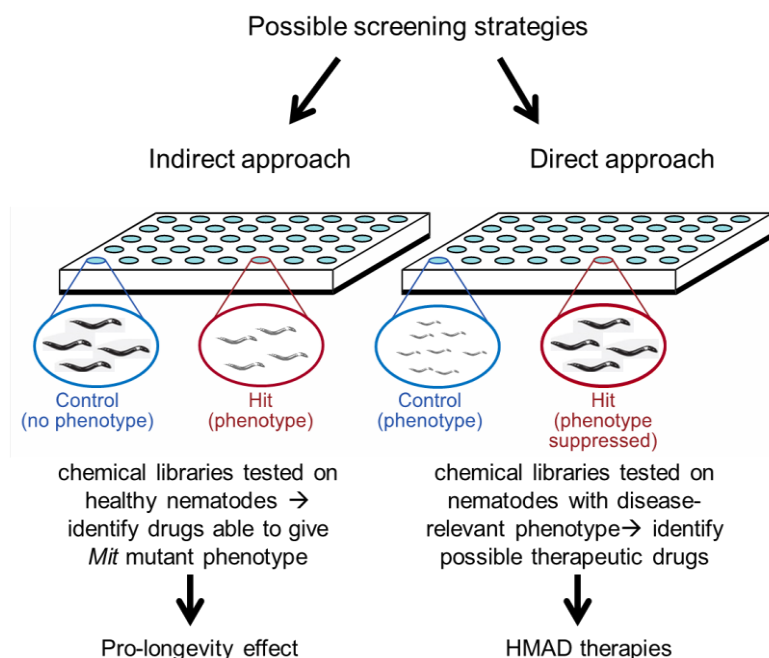 Possible screening strategies
Indirect approach
Direct approach
Control
(no phenotype)
Hit
(phenotype)
Control
(phenotype)
Hit
(phenotype
suppressed)
chemical libraries tested on
healthy nematodes →
identify drugs able to give
Mit mutant phenotype
chemical libraries tested on
nematodes with disease-
relevant phenotype→ identify
possible therapeutic drugs
Pro-longevity effect
HMAD therapies